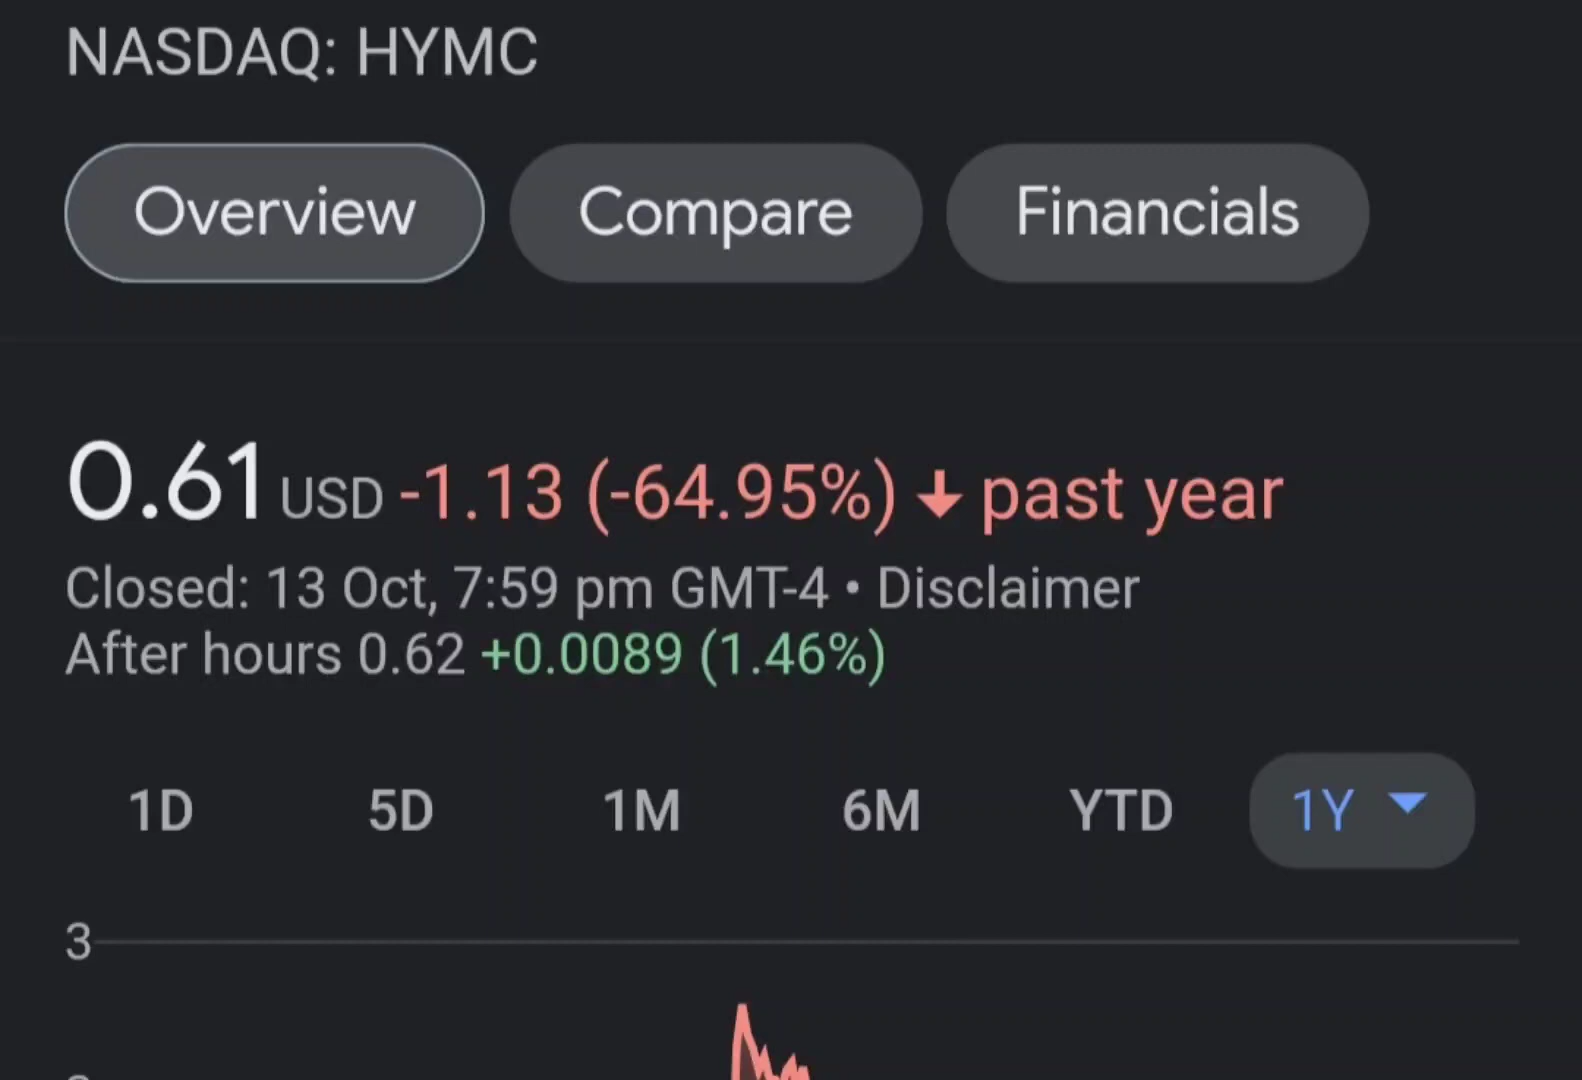 NASDAQ: HYMC
Overview Compare Financials
0.61 USD -1.13 (-64.95%) ↓ past year
Closed: 13 Oct, 7:59 pm GMT-4 • Disclaimer
After hours 0.62 +0.0089 (1.46%)
1D 5D 1M 6M YTD 1Y
3